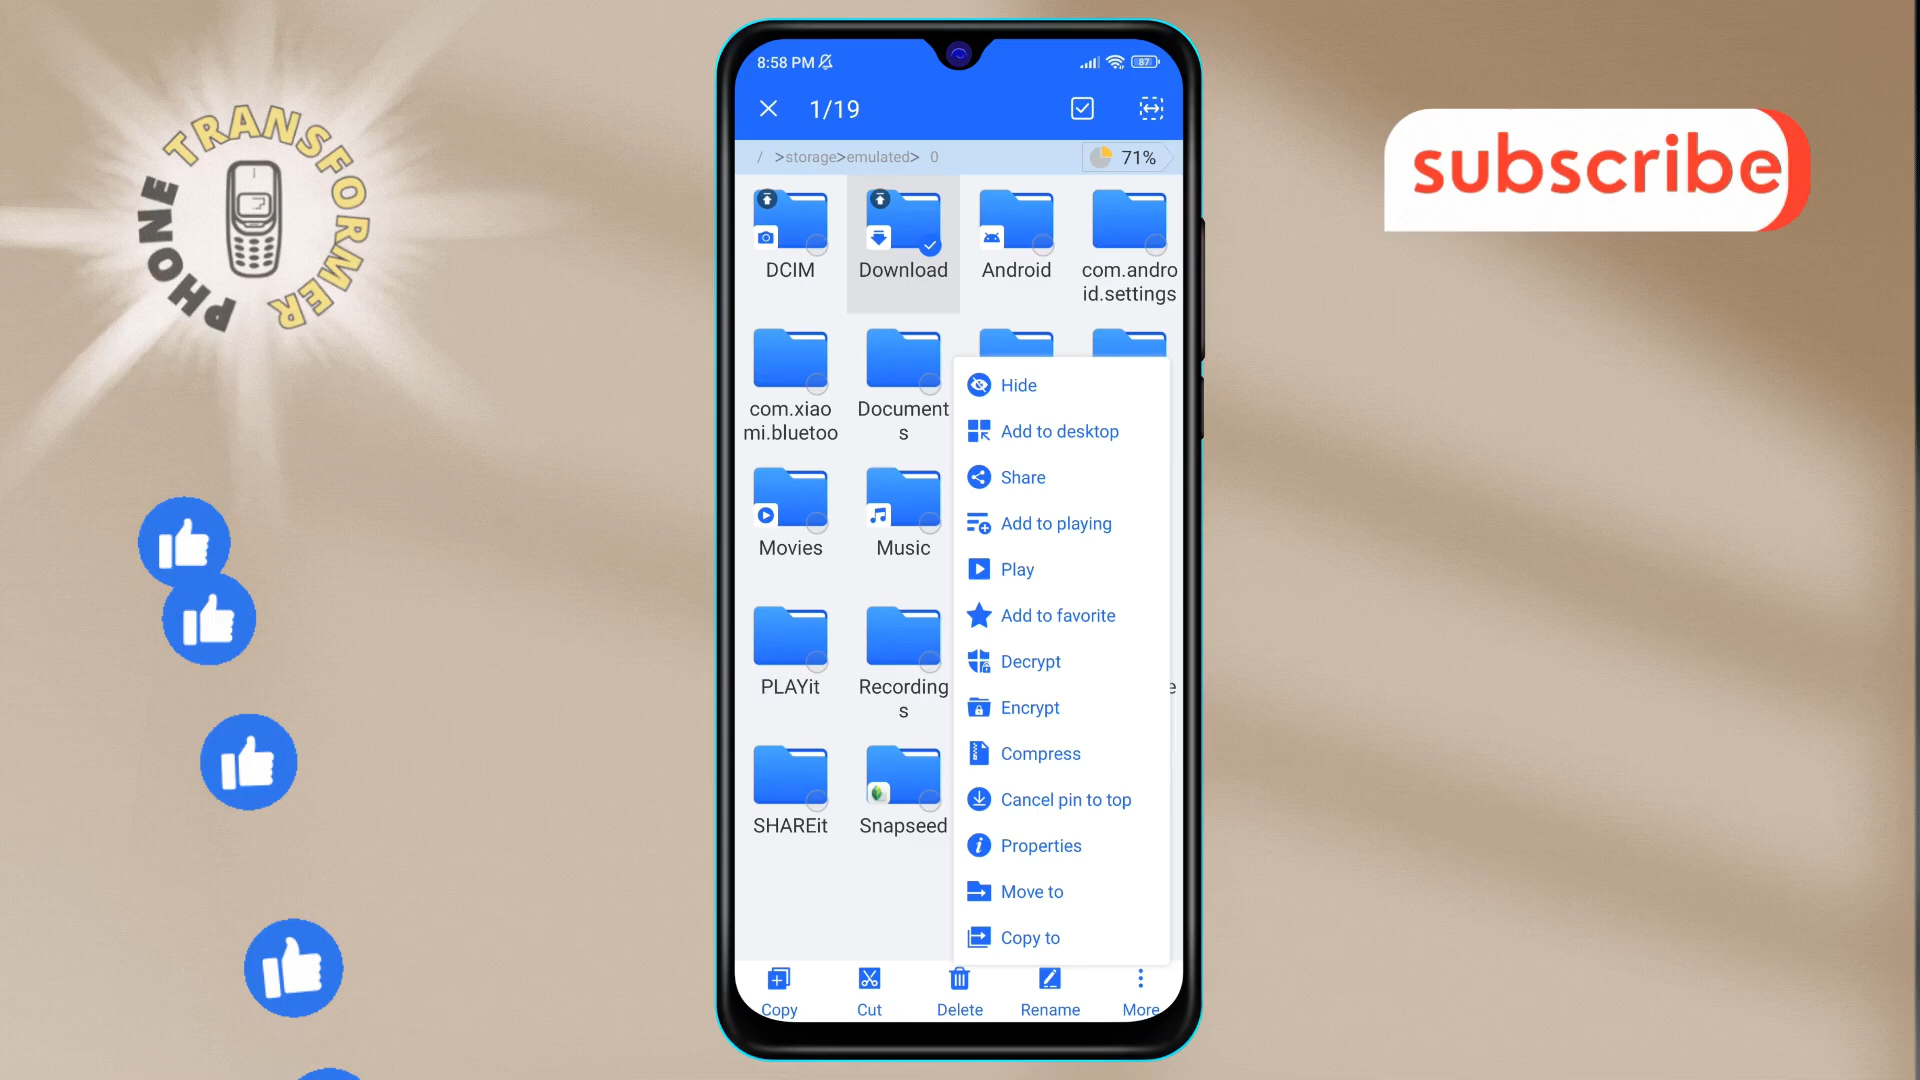 PHONE TRANSFORMER
subscribe
8:58 PM
87
1/19
/ >storage>emulated> 0
71%
DCIM
Download
Android
com.andro
id.settings
com.xiao
mi.bluetoo
Document
s
Movies
Music
PLAYit
Recording
s
e
SHAREit
Snapseed
Hide
Add to desktop
Share
Add to playing
Play
Add to favorite
Decrypt
Encrypt
Compress
Cancel pin to top
Properties
Move to
Copy to
Copy
Cut
Delete
Rename
More